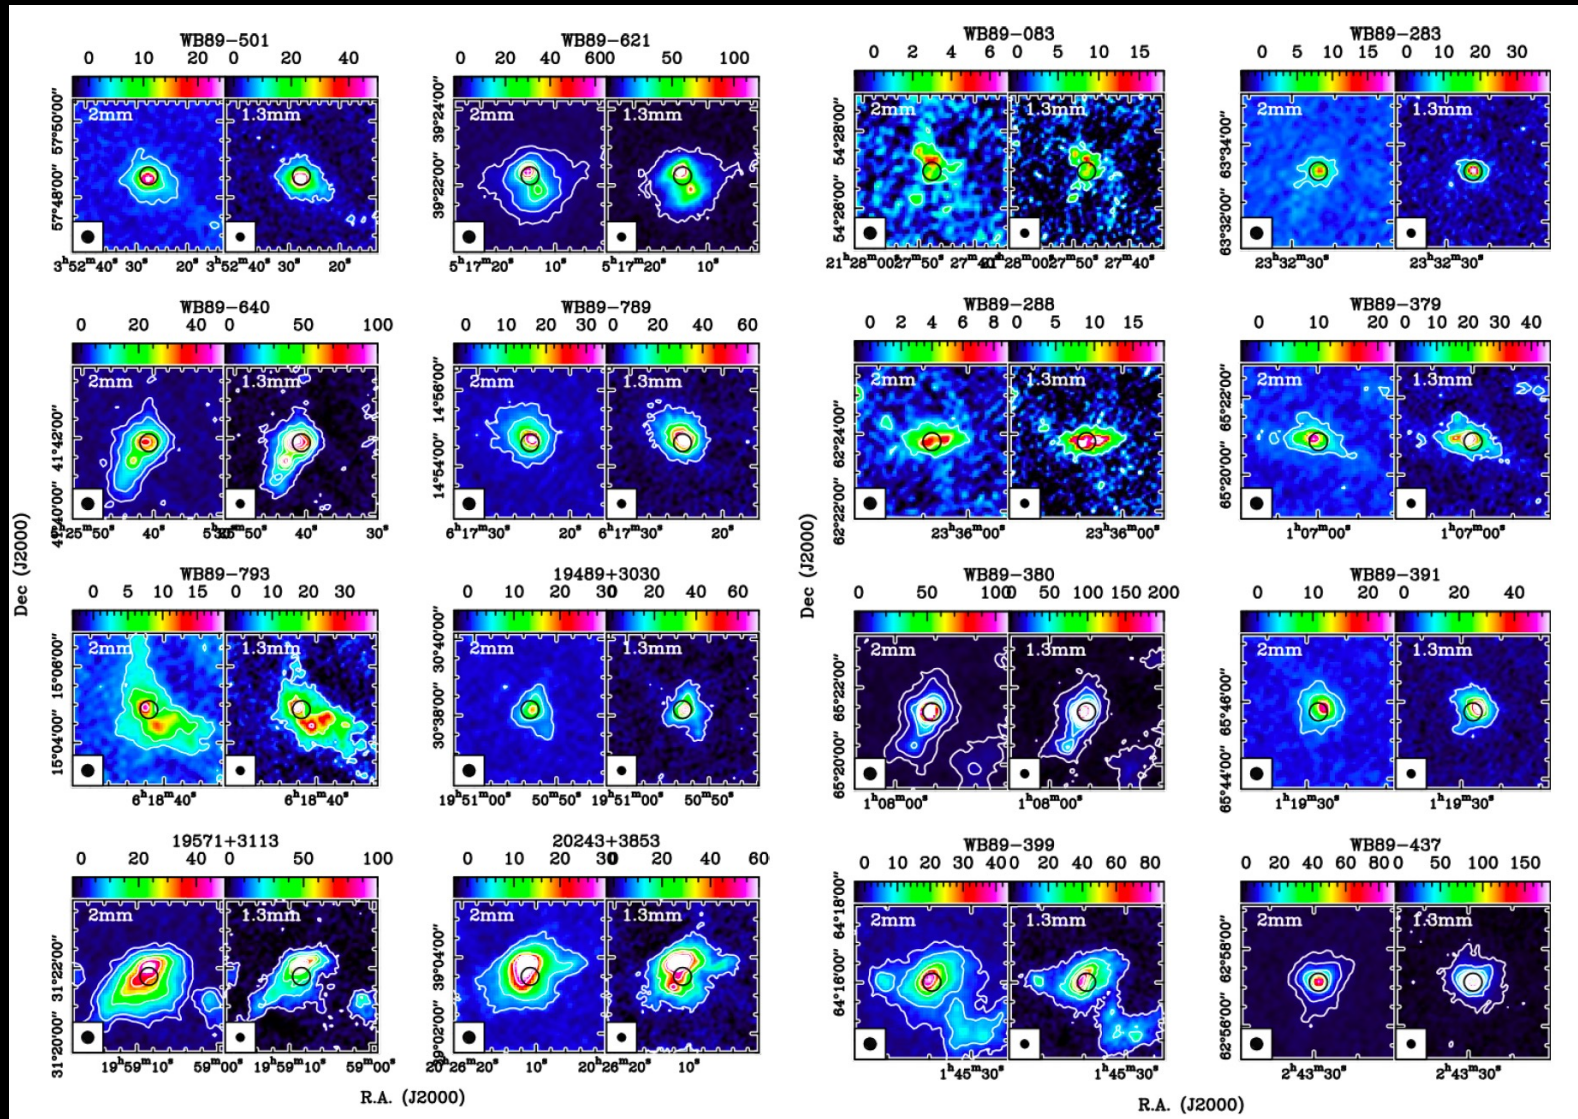 WB89-501 WB89-621
0 10 20 0 20 40 0 20 40 600 50 100
2mm 1.3mm 2mm 1.3mm
57°50'00" 57°48'00"
39°24'00" 39°22'00"
3h52m40s 30s 20s 3h52m40s 30s 20s 5h17m20s 10s 5h17m20s 10s
WB89-640 WB89-789
0 20 40 0 50 100 0 10 20 30 0 20 40 60
2mm 1.3mm 2mm 1.3mm
41°42'00" 41°40'00"
14°56'00" 14°54'00"
5h25m50s 40s 50s 40s 30s 6h17m30s 20s 6h17m30s 20s
WB89-793 19489+3030
0 5 10 15 0 10 20 30 0 10 20 30 0 20 40 60
2mm 1.3mm 2mm 1.3mm
15°06'00" 15°04'00"
30°40'00" 30°38'00"
6h18m40s 6h18m40s 19h51m00s 50m50s 19h51m00s 50m50s
19571+3113 20243+3853
0 20 40 0 50 100 0 10 20 30 0 20 40 60
2mm 1.3mm 2mm 1.3mm
31°22'00" 31°20'00"
39°04'00" 39°02'00"
19h59m10s 59m00s 19h59m10s 59m00s 20h26m20s 10s 20h26m20s 10s
Dec (J2000)
R.A. (J2000)
WB89-083 WB89-283
0 2 4 6 0 5 10 15 0 5 10 15 0 10 20 30
2mm 1.3mm 2mm 1.3mm
54°28'00" 54°26'00"
63°34'00" 63°32'00"
21h28m00s 27m50s 21h28m00s 27m50s 27m40s 23h32m30s 23h32m30s
WB89-288 WB89-379
0 2 4 6 8 0 5 10 15 0 10 20 0 10 20 30 40
2mm 1.3mm 2mm 1.3mm
62°24'00" 62°22'00"
65°22'00" 65°20'00"
23h36m00s 23h36m00s 1h07m00s 1h07m00s
WB89-380 WB89-391
0 50 100 0 50 100 150 200 0 10 20 0 20 40
2mm 1.3mm 2mm 1.3mm
65°22'00" 65°20'00"
65°46'00" 65°44'00"
1h08m00s 1h08m00s 1h19m30s 1h19m30s
WB89-399 WB89-437
0 10 20 30 40 0 20 40 60 80 0 20 40 60 80 0 50 100 150
2mm 1.3mm 2mm 1.3mm
64°18'00" 64°16'00"
62°58'00" 62°56'00"
1h45m30s 1h45m30s 2h43m30s 2h43m30s
Dec (J2000)
R.A. (J2000)